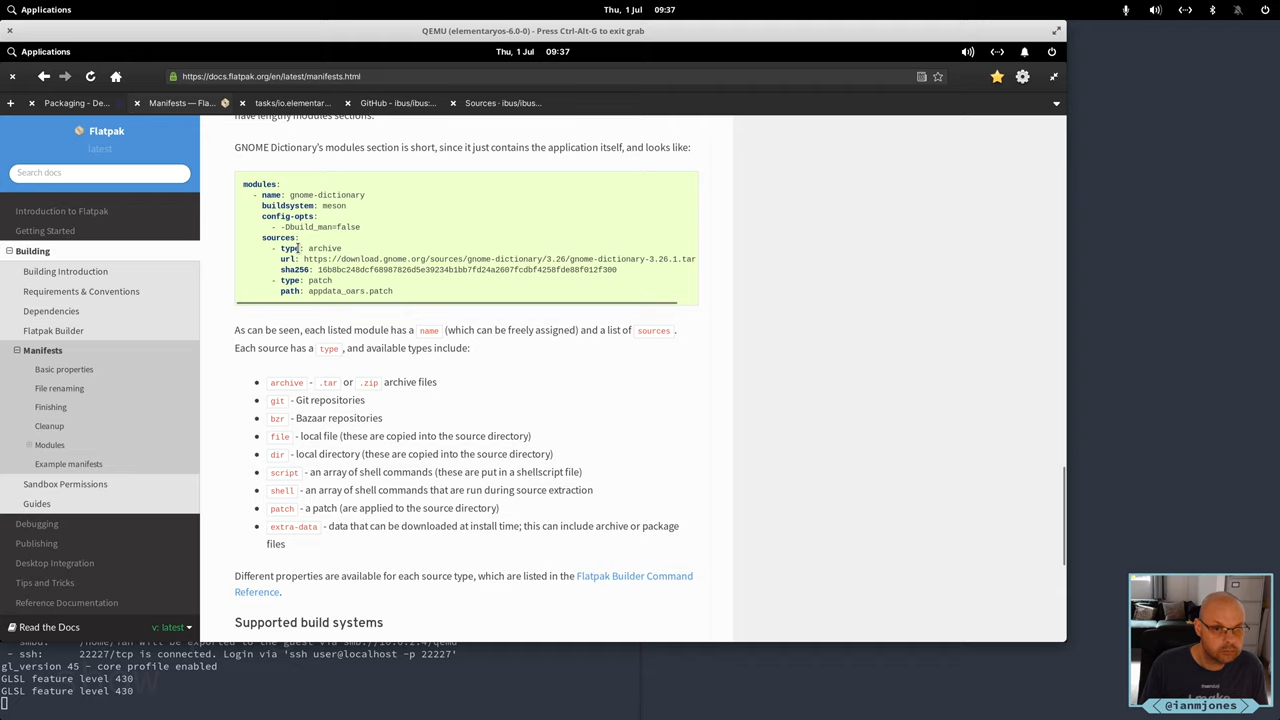 Applications
Thu, 1 Jul 09:37
QEMU (elementaryos-6.0-0) - Press Ctrl-Alt-G to exit grab
Applications
Thu, 1 Jul 09:37
https://docs.flatpak.org/en/latest/manifests.html
Packaging - De...
Manifests — Fla...
tasks/io.elementar...
GitHub - ibus/ibus:...
Sources · ibus/ibus...
Flatpak
latest
Search docs
Introduction to Flatpak
Getting Started
Building
Building Introduction
Requirements & Conventions
Dependencies
Flatpak Builder
Manifests
Basic properties
File renaming
Finishing
Cleanup
Modules
Example manifests
Sandbox Permissions
Guides
Debugging
Publishing
Desktop Integration
Tips and Tricks
Reference Documentation
Read the Docs
v: latest
have lengthy modules sections.
GNOME Dictionary's modules section is short, since it just contains the application itself, and looks like:
modules:
- name: gnome-dictionary
buildsystem: meson
config-opts:
- -Dbuild_man=false
sources:
- type: archive
url: https://download.gnome.org/sources/gnome-dictionary/3.26/gnome-dictionary-3.26.1.tar
sha256: 16b8bc248dcf68987826d5e39234b1bb7fd24a2607fcdbf4258fde88f012f300
- type: patch
path: appdata_oars.patch
As can be seen, each listed module has a name (which can be freely assigned) and a list of sources .
Each source has a type , and available types include:
archive - .tar or .zip archive files
git - Git repositories
bzr - Bazaar repositories
file - local file (these are copied into the source directory)
dir - local directory (these are copied into the source directory)
script - an array of shell commands (these are put in a shellscript file)
shell - an array of shell commands that are run during source extraction
patch - a patch (are applied to the source directory)
extra-data - data that can be downloaded at install time; this can include archive or package
files
Different properties are available for each source type, which are listed in the Flatpak Builder Command
Reference.
Supported build systems
- ssh: 22227/tcp is connected. Login via 'ssh user@localhost -p 22227'
gl_version 45 - core profile enabled
GLSL feature level 430
GLSL feature level 430
@ianmjones